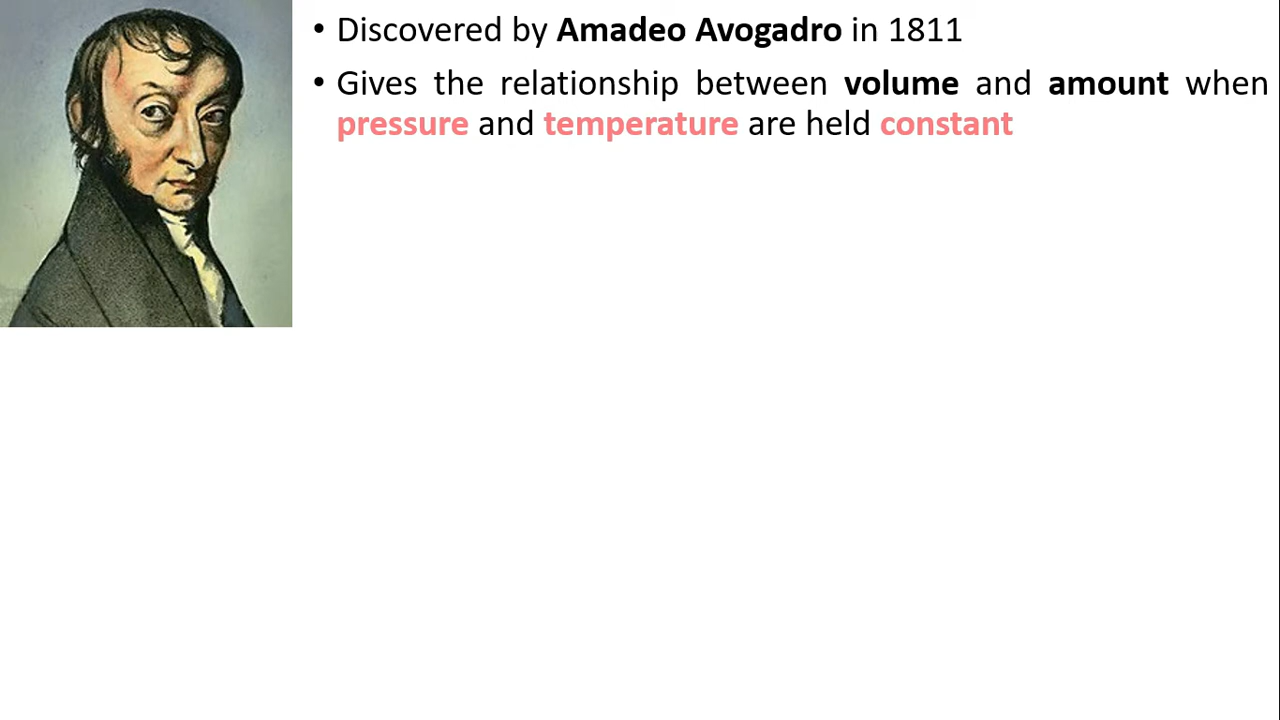 • Discovered by Amadeo Avogadro in 1811
• Gives the relationship between volume and amount when
pressure and temperature are held constant